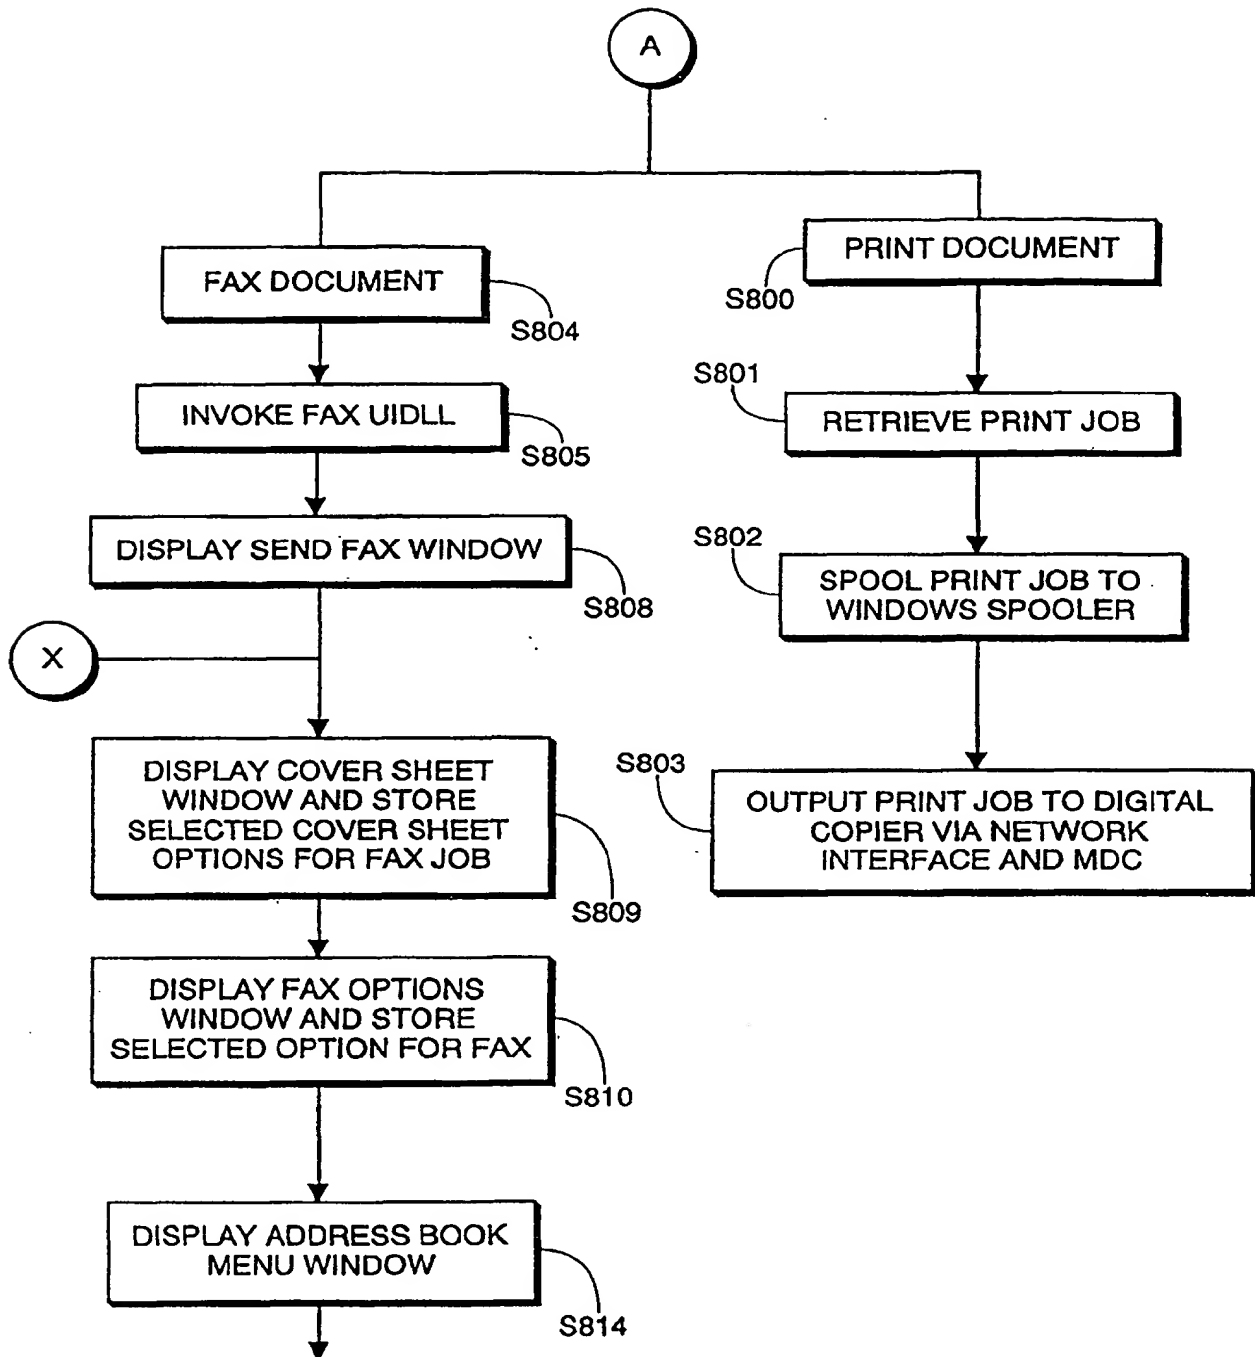 A
FAX DOCUMENT
S804
INVOKE FAX UIDLL
S805
DISPLAY SEND FAX WINDOW
S808
X
DISPLAY COVER SHEET
WINDOW AND STORE
SELECTED COVER SHEET
OPTIONS FOR FAX JOB
S809
DISPLAY FAX OPTIONS
WINDOW AND STORE
SELECTED OPTION FOR FAX
S810
DISPLAY ADDRESS BOOK
MENU WINDOW
S814
PRINT DOCUMENT
S800
S801
RETRIEVE PRINT JOB
S802
SPOOL PRINT JOB TO
WINDOWS SPOOLER
S803
OUTPUT PRINT JOB TO DIGITAL
COPIER VIA NETWORK
INTERFACE AND MDC